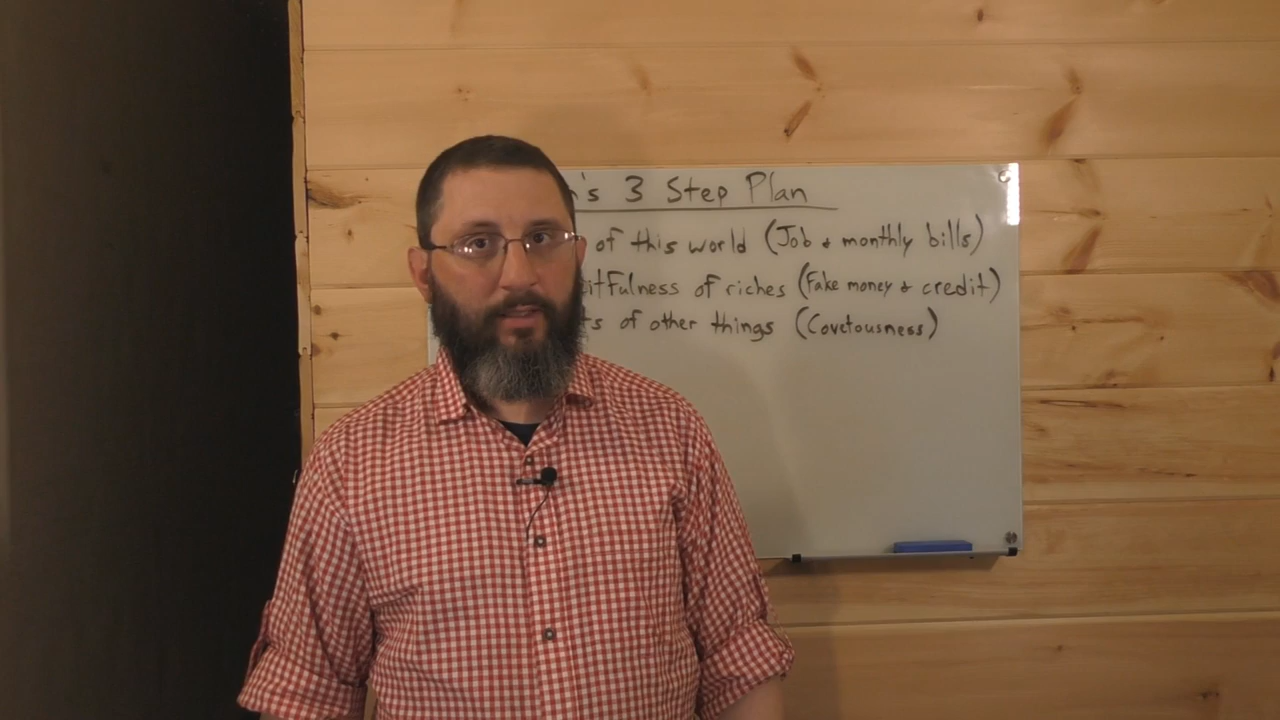 's 3 Step Plan
of this world (Job & monthly bills)
itfulness of riches (Fake money & credit)
ts of other things (Covetousness)